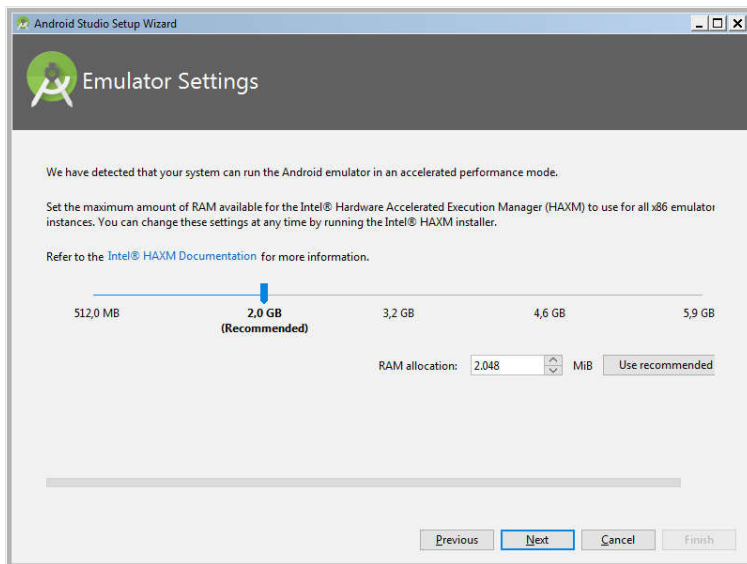 Android Studio Setup Wizard
Emulator Settings
We have detected that your system can run the Android emulator in an accelerated performance mode.
Set the maximum amount of RAM available for the Intel® Hardware Accelerated Execution Manager (HAXM) to use for all x86 emulator
instances. You can change these settings at any time by running the Intel® HAXM installer.
Refer to the Intel® HAXM Documentation for more information.
512,0 MB 2,0 GB 3,2 GB 4,6 GB 5,9 GB
(Recommended)
RAM allocation: 2.048 MiB Use recommended
Previous Next Cancel Finish